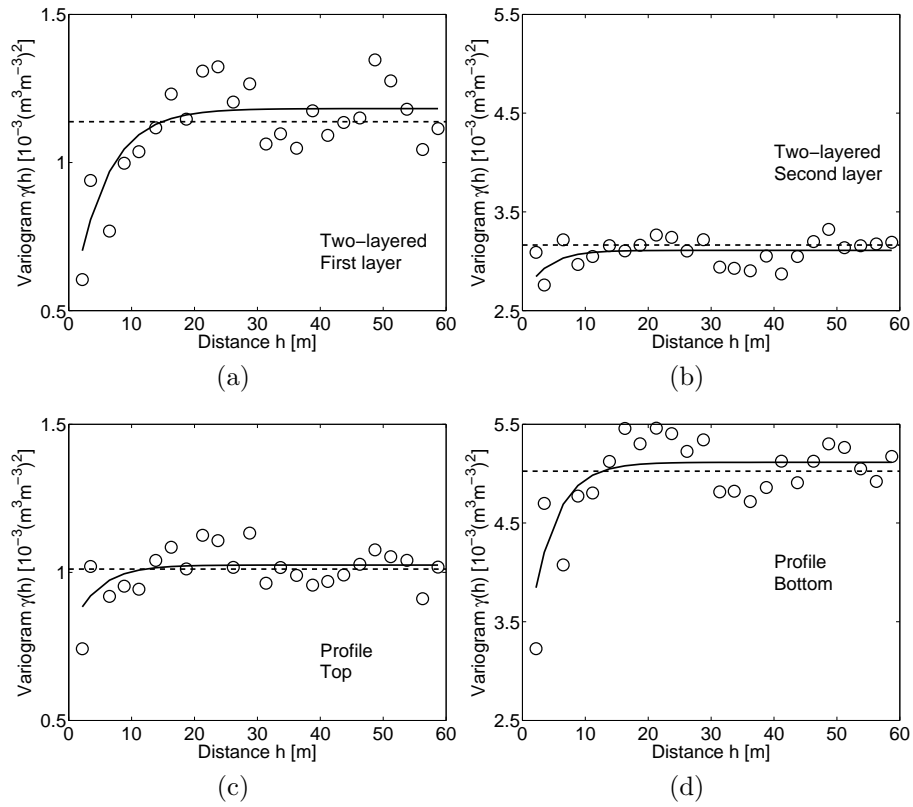 1.5
1
0.5
Variogram γ(h) [10⁻³(m³m⁻³)²]
Two−layered
First layer
0 10 20 30 40 50 60
Distance h [m]
(a)
5.5
4.5
3.5
2.5
Variogram γ(h) [10⁻³(m³m⁻³)²]
Two−layered
Second layer
0 10 20 30 40 50 60
Distance h [m]
(b)
1.5
1
0.5
Variogram γ(h) [10⁻³(m³m⁻³)²]
Profile
Top
0 10 20 30 40 50 60
Distance h [m]
(c)
5.5
4.5
3.5
2.5
Variogram γ(h) [10⁻³(m³m⁻³)²]
Profile
Bottom
0 10 20 30 40 50 60
Distance h [m]
(d)